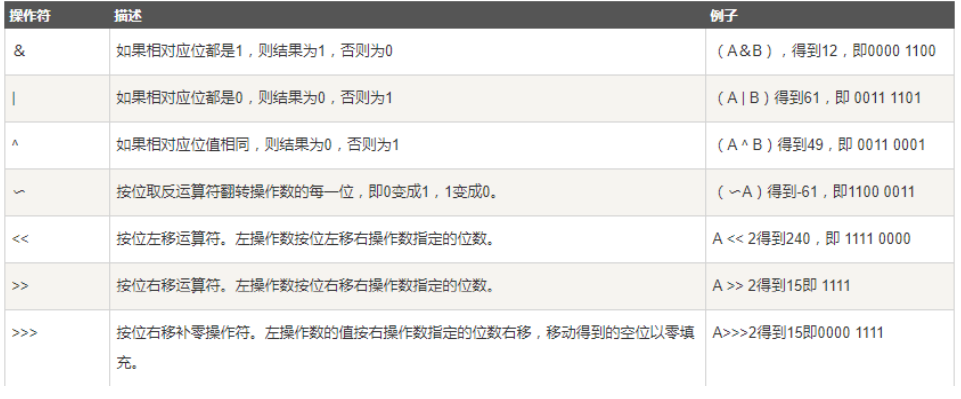 操作符 描述 例子
& 如果相对应位都是1，则结果为1，否则为0 （A&B），得到12，即0000 1100
| 如果相对应位都是0，则结果为0，否则为1 （A | B）得到61，即 0011 1101
^ 如果相对应位值相同，则结果为0，否则为1 （A ^ B）得到49，即 0011 0001
〜 按位取反运算符翻转操作数的每一位，即0变成1，1变成0。 （〜A）得到-61，即1100 0011
<< 按位左移运算符。左操作数按位左移右操作数指定的位数。 A << 2得到240，即 1111 0000
>> 按位右移运算符。左操作数按位右移右操作数指定的位数。 A >> 2得到15即 1111
>>> 按位右移补零操作符。左操作数的值按右操作数指定的位数右移，移动得到的空位以零填 A>>>2得到15即0000 1111
充。